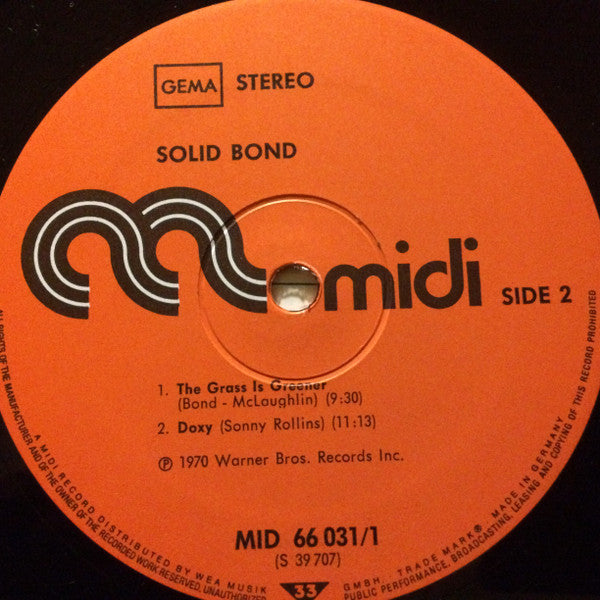 GEMA STEREO
SOLID BOND
midi
SIDE 2
1. The Grass Is Greener
(Bond - McLaughlin) (9:30)
2. Doxy (Sonny Rollins) (11:13)
℗ 1970 Warner Bros. Records Inc.
MID 66 031/1
(S 39 707)
33
ALL RIGHTS OF THE MANUFACTURER AND OF THE OWNER OF THE RECORDED WORK RESERVED, UNAUTHORIZED
PUBLIC PERFORMANCE, BROADCASTING, LEASING AND COPYING OF THIS RECORD PROHIBITED
A MIDI RECORD DISTRIBUTED BY WEA MUSIK GMBH, TRADE MARK® MADE IN GERMANY